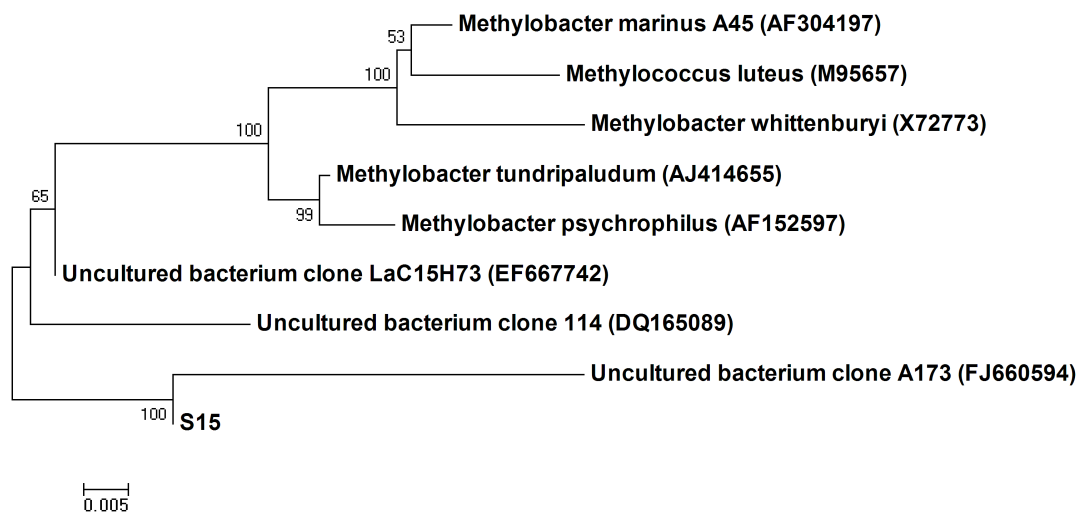 53
Methylobacter marinus A45 (AF304197)
100
Methylococcus luteus (M95657)
Methylobacter whittenburyi (X72773)
100
Methylobacter tundripaludum (AJ414655)
65
99
Methylobacter psychrophilus (AF152597)
Uncultured bacterium clone LaC15H73 (EF667742)
Uncultured bacterium clone 114 (DQ165089)
Uncultured bacterium clone A173 (FJ660594)
100
S15
0.005